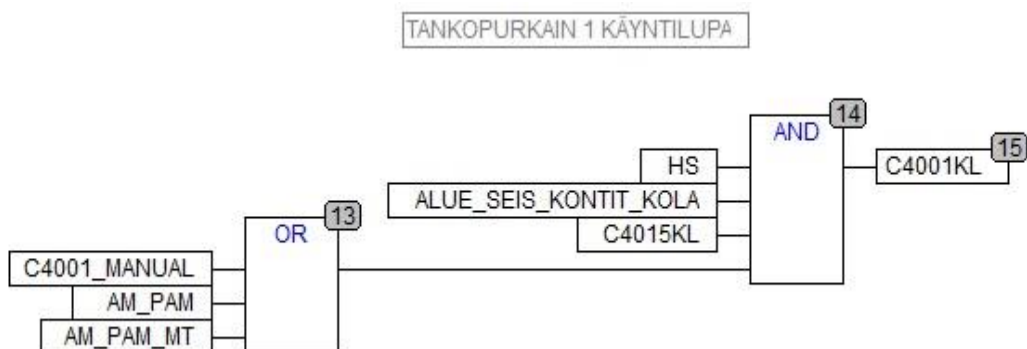 TANKOPURKAIN 1 KÄYNTILUPA
14
AND
15
HS
C4001KL
ALUE_SEIS_KONTIT_KOLA
C4015KL
13
OR
C4001_MANUAL
AM_PAM
AM_PAM_MT